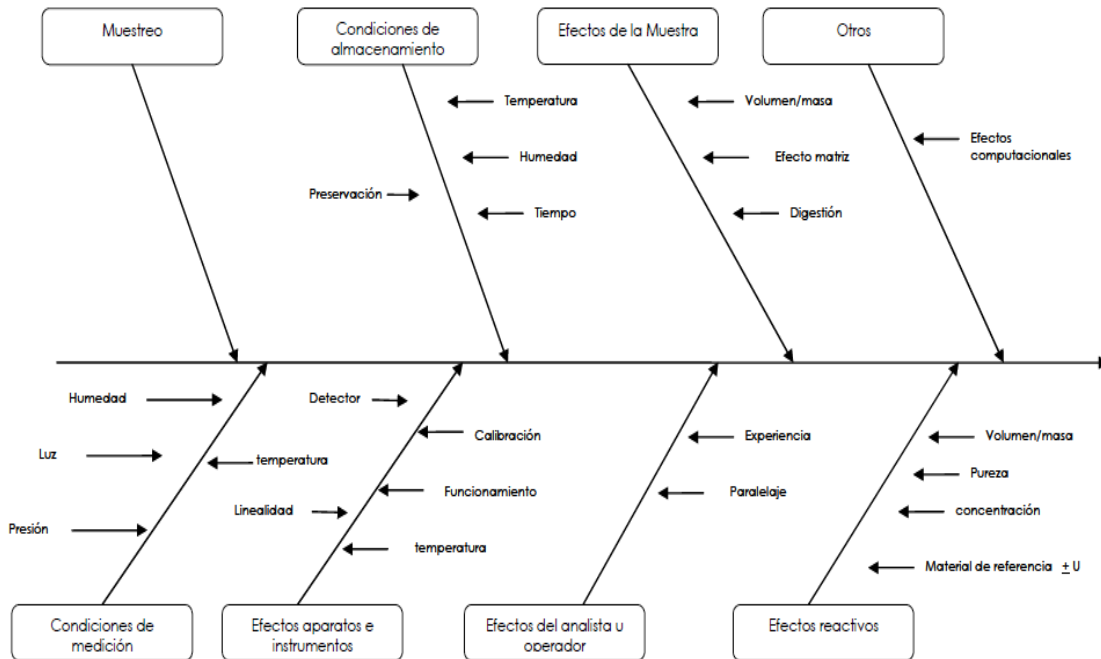 Muestreo
Condiciones de
almacenamiento
Efectos de la Muestra
Otros
Temperatura
Humedad
Preservación
Tiempo
Volumen/masa
Efecto matriz
Digestión
Efectos
computacionales
Humedad
Luz
temperatura
Presión
Detector
Calibración
Funcionamiento
Linealidad
temperatura
Experiencia
Paralelaje
Volumen/masa
Pureza
concentración
Material de referencia ± U
Condiciones de
medición
Efectos aparatos e
instrumentos
Efectos del analista u
operador
Efectos reactivos